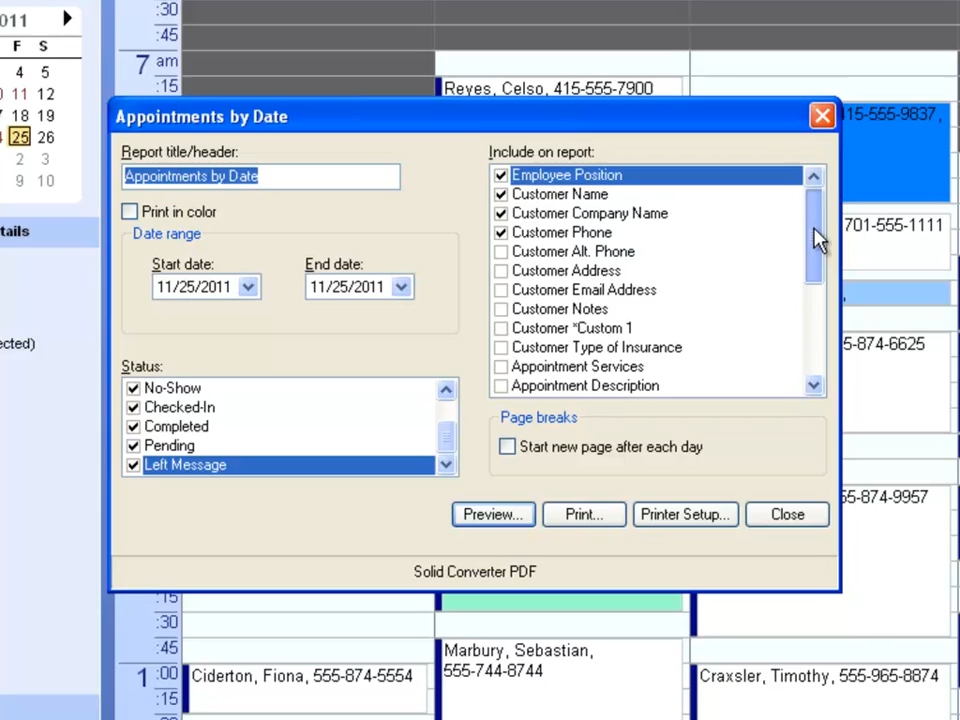 011
:30
:45
F S
4 5
0 11 12
18 19
25 26
2 3
9 10
7 am
:15
Reyes, Celso, 415-555-7900
415-555-9837,
701-555-1111
5-874-6625
55-874-9957
tails
ected)
Appointments by Date
Report title/header:
Appointments by Date
Print in color
Date range
Start date:
End date:
11/25/2011
11/25/2011
Status:
No-Show
Checked-In
Completed
Pending
Left Message
Include on report:
Employee Position
Customer Name
Customer Company Name
Customer Phone
Customer Alt. Phone
Customer Address
Customer Email Address
Customer Notes
Customer *Custom 1
Customer Type of Insurance
Appointment Services
Appointment Description
Page breaks
Start new page after each day
Preview...
Print...
Printer Setup...
Close
Solid Converter PDF
:15
:30
:45
1 :00
:15
Ciderton, Fiona, 555-874-5554
Marbury, Sebastian,
555-744-8744
Craxsler, Timothy, 555-965-8874